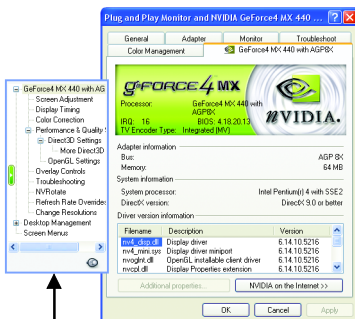 Plug and Play Monitor and NVIDIA GeForce4 MX 440 ...
General Adapter Monitor Troubleshoot
Color Management GeForce4 MX 440 with AGP8X
GEFORCE4 MX
Processor: GeForce4 MX 440 with AGP8X
IRQ: 16 BIOS: 4.18.20.13
TV Encoder Type: Integrated (MV)
NVIDIA.
Adapter information
Bus: AGP 8X
Memory: 64 MB
System information
System processor: Intel Pentium(r) 4 with SSE2
DirectX version: DirectX 9.0 or better
Driver version information
Filename Description Version
nv4_disp.dll Display driver 6.14.10.5216
nv4_mini.sys Display driver miniport 6.14.10.5216
nvoglnt.dll OpenGL installable client driver 6.14.10.5216
nvcpl.dll Display Properties extension 6.14.10.5216
Additional properties... NVIDIA on the Internet >>
OK Cancel Apply
GeForce4 MX 440 with AG
Screen Adjustment
Display Timing
Color Correction
Performance & Quality
Direct3D Settings
More Direct3D
OpenGL Settings
Overlay Controls
Troubleshooting
NVRotate
Refresh Rate Overrides
Change Resolutions
Desktop Management
Screen Menus